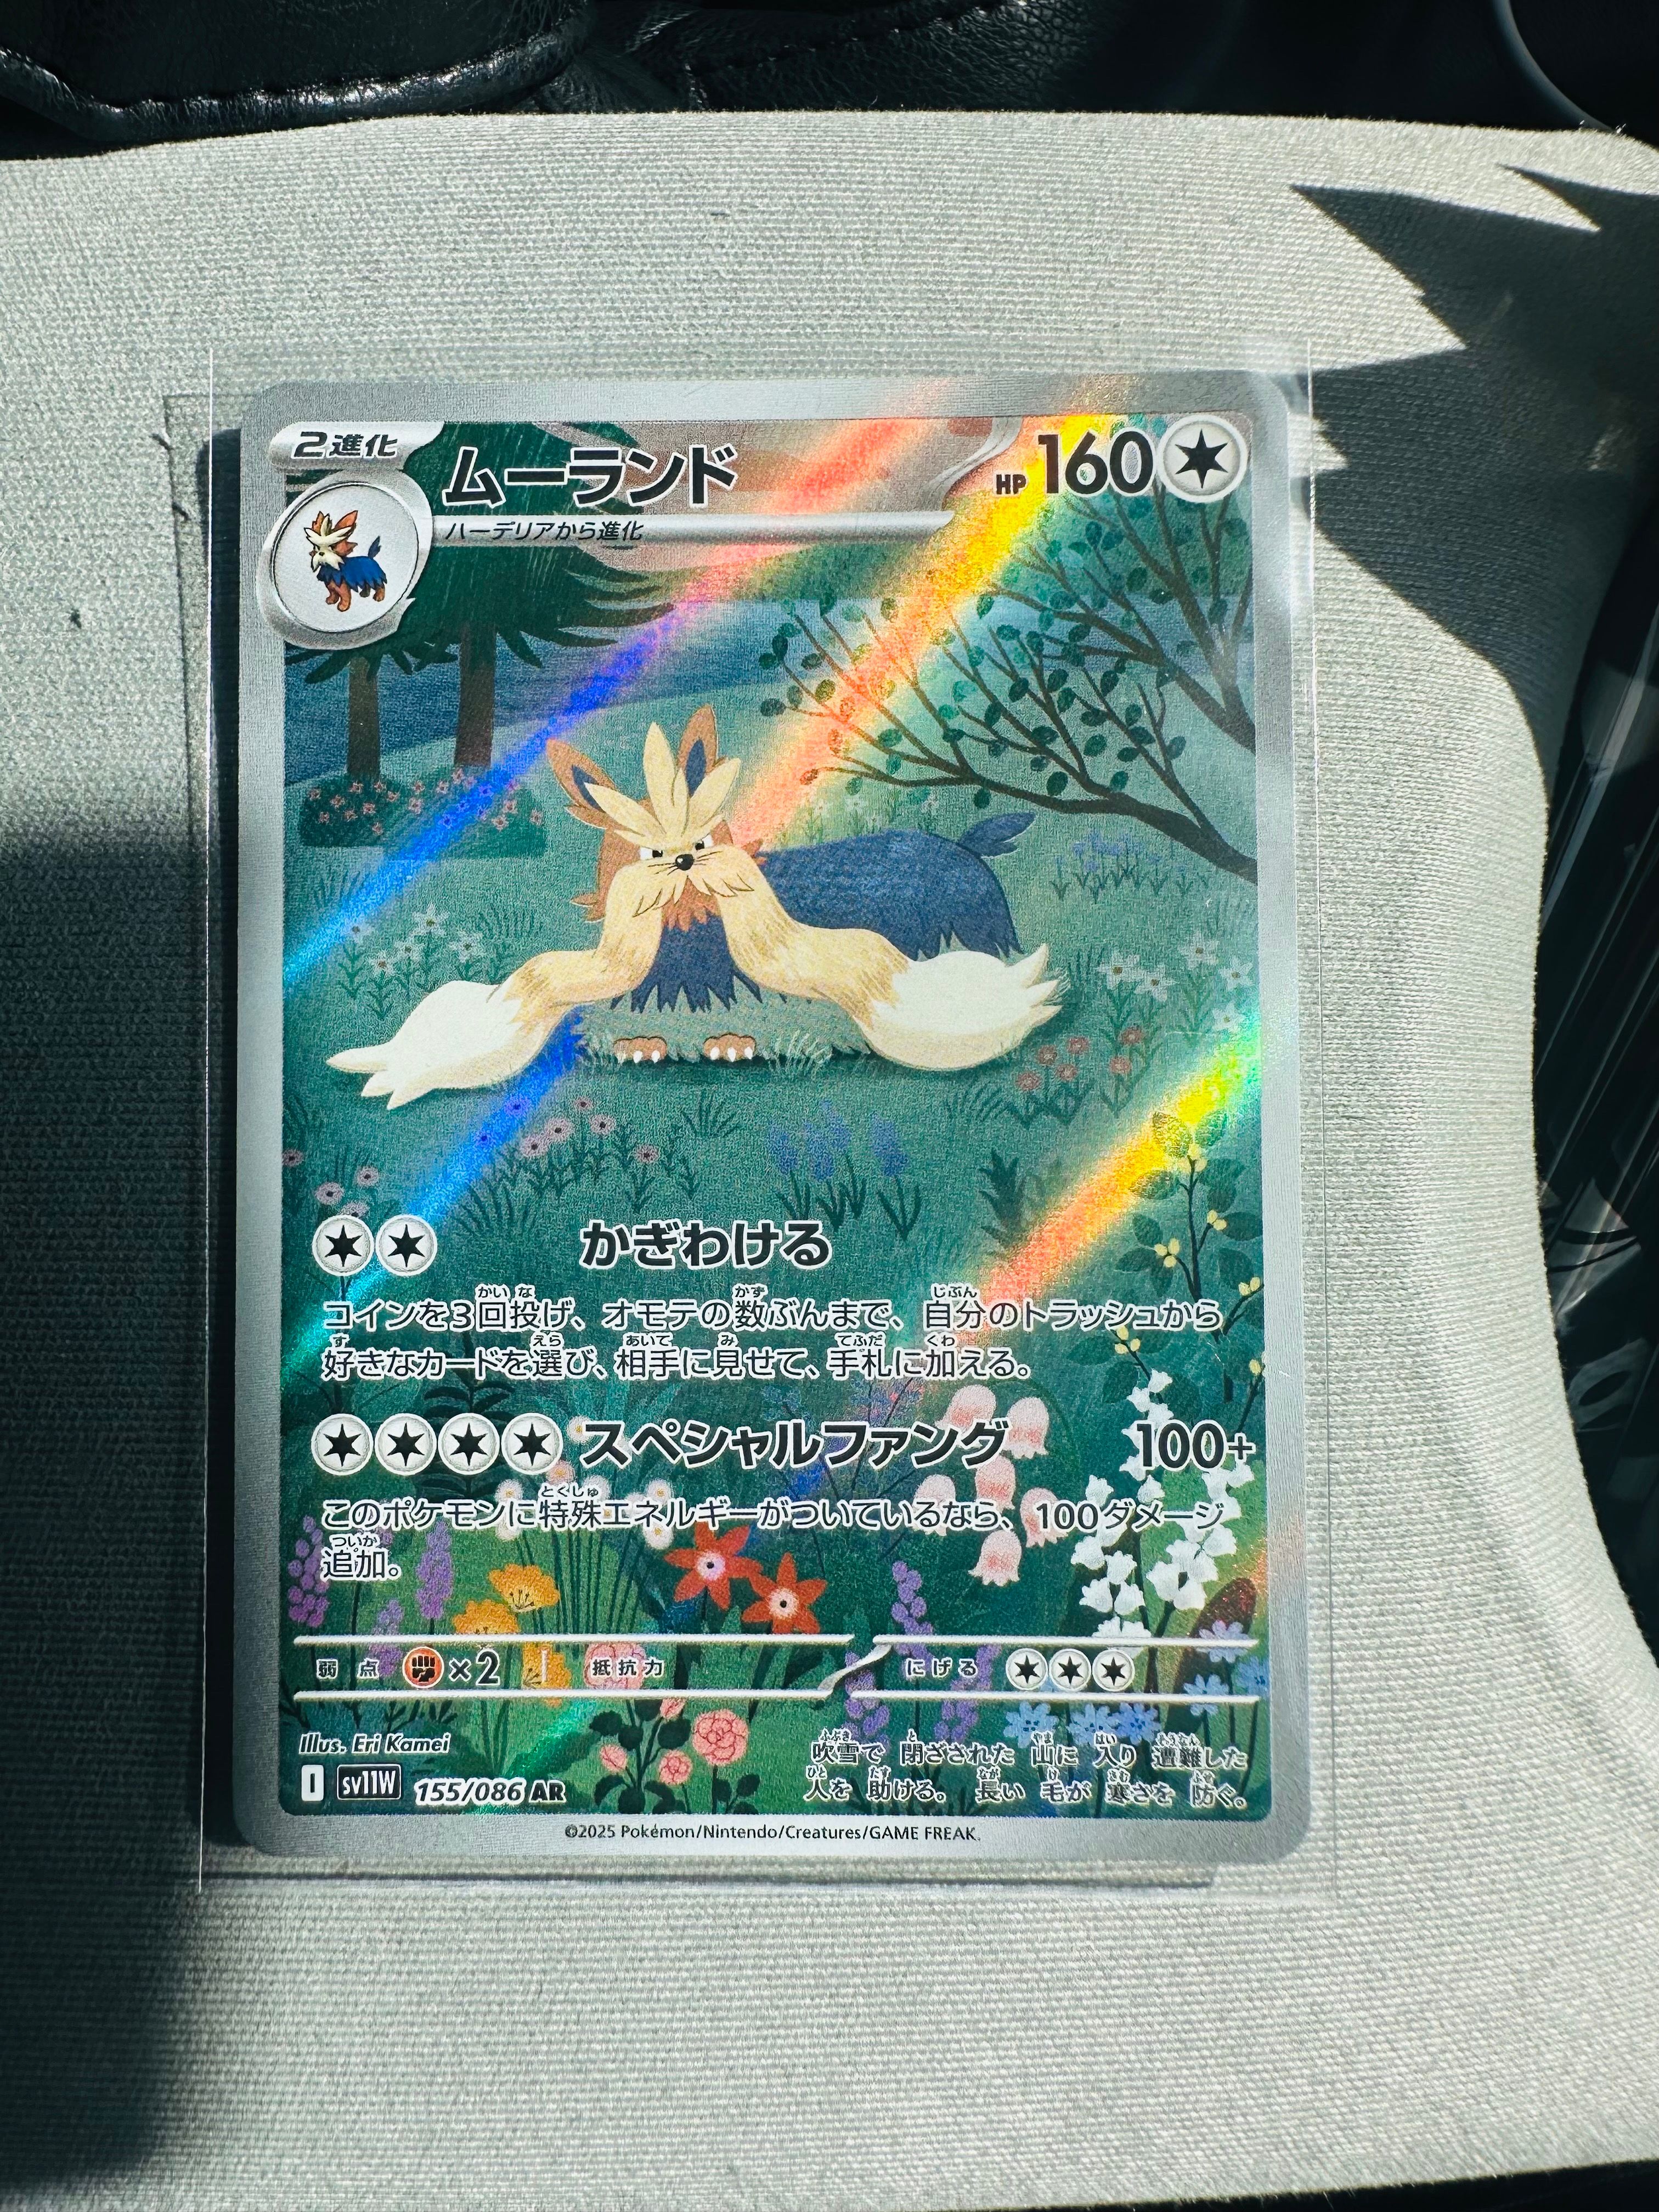 2進化
ムーランド
HP 160
ハーデリアから進化
かぎわける
コインを3回投げ、オモテの数ぶんまで、自分のトラッシュから
好きなカードを選び、相手に見せて、手札に加える。
スペシャルファング 100+
このポケモンに特殊エネルギーがついているなら、100ダメージ
追加。
弱点 ×2 抵抗力 にげる
Illus. Eri Kamei
I sv11W 155/086 AR
吹雪で 閉ざされた 山に 入り 遭難した
人を 助ける。 長い 毛が 寒さを 防ぐ。
©2025 Pokémon/Nintendo/Creatures/GAME FREAK.